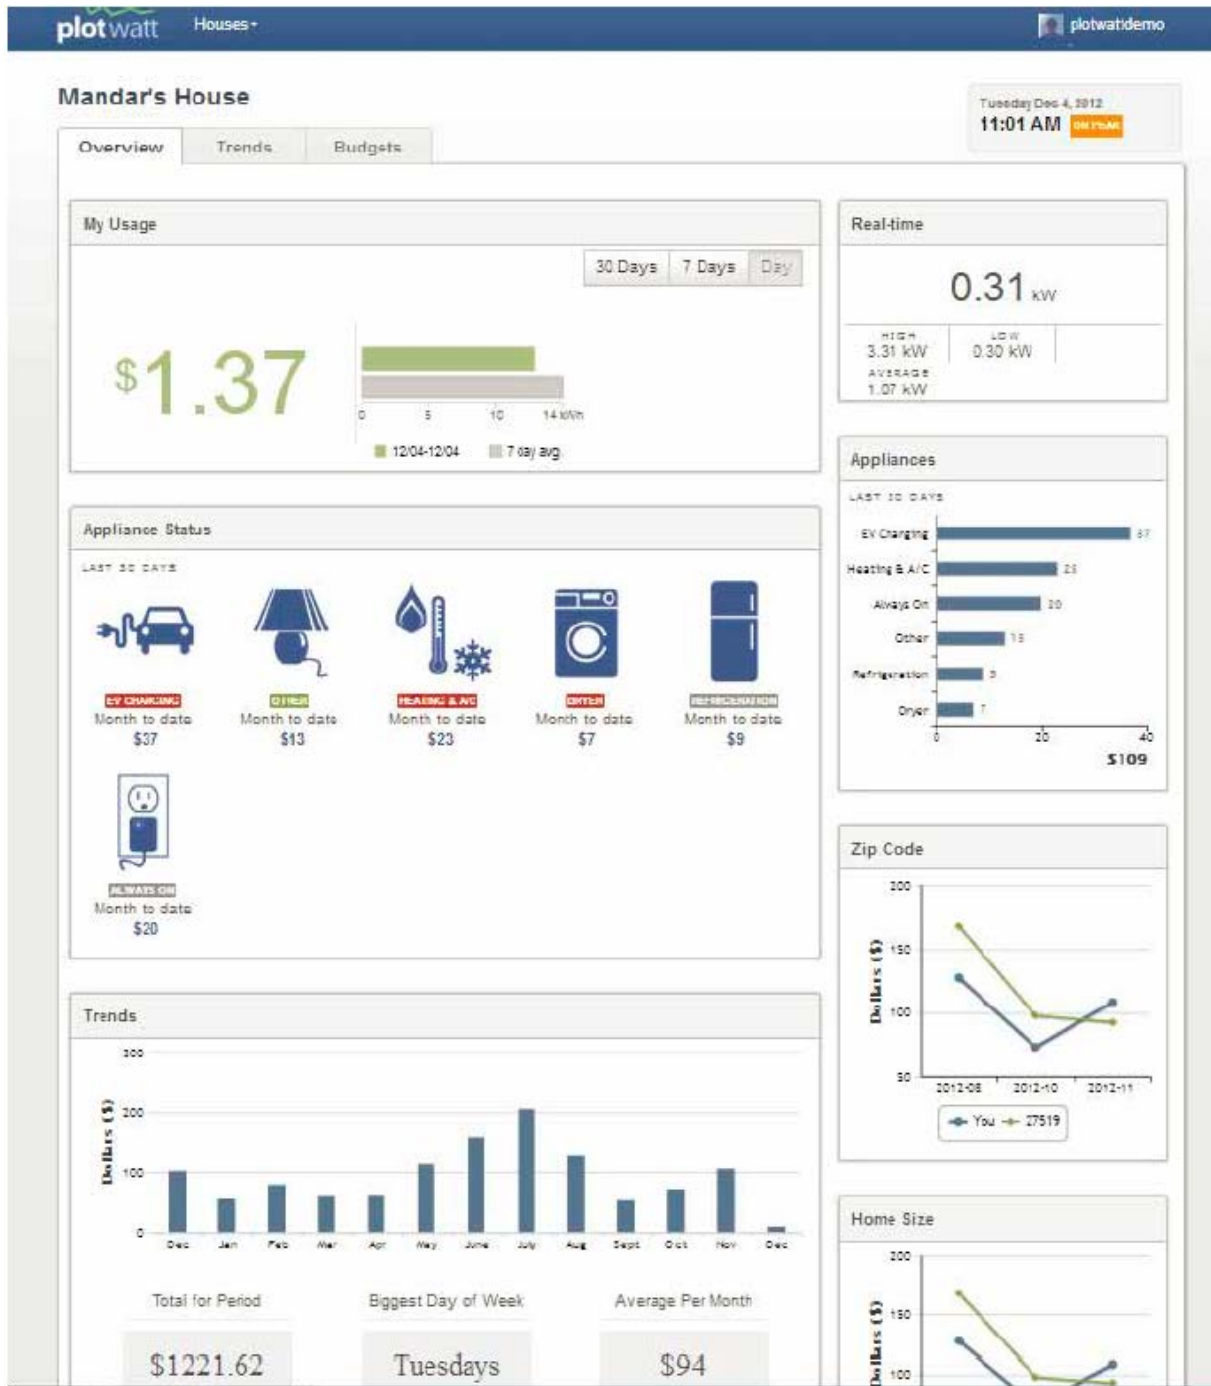 plotwatt Houses
plotwattdemo
Mandar's House
Tuesday Dec 4, 2012
11:01 AM ON PEAK
Overview Trends Budgets
My Usage
30 Days 7 Days Day
$1.37
0 5 10 14 kWh
12/04-12/04 7 day avg.
Real-time
0.31 kW
HIGH LOW
3.31 kW 0.30 kW
AVERAGE
1.07 kW
Appliances
LAST 30 DAYS
EV Charging 37
Heating & A/C 23
Always On 20
Other 13
Refrigeration 9
Dryer 7
0 20 40
$109
Appliance Status
LAST 30 DAYS
EV CHARGING OTHER HEATING & A/C DRYER REFRIGERATION
Month to date Month to date Month to date Month to date Month to date
$37 $13 $23 $7 $9
ALWAYS ON
Month to date
$20
Zip Code
200
150
100
50
Dollars ($)
2012-08 2012-10 2012-11
You 27519
Trends
300
200
100
0
Dollars ($)
Dec Jan Feb Mar Apr May June July Aug Sept Oct Nov Dec
Total for Period Biggest Day of Week Average Per Month
$1221.62 Tuesdays $94
Home Size
200
150
100
Dollars ($)